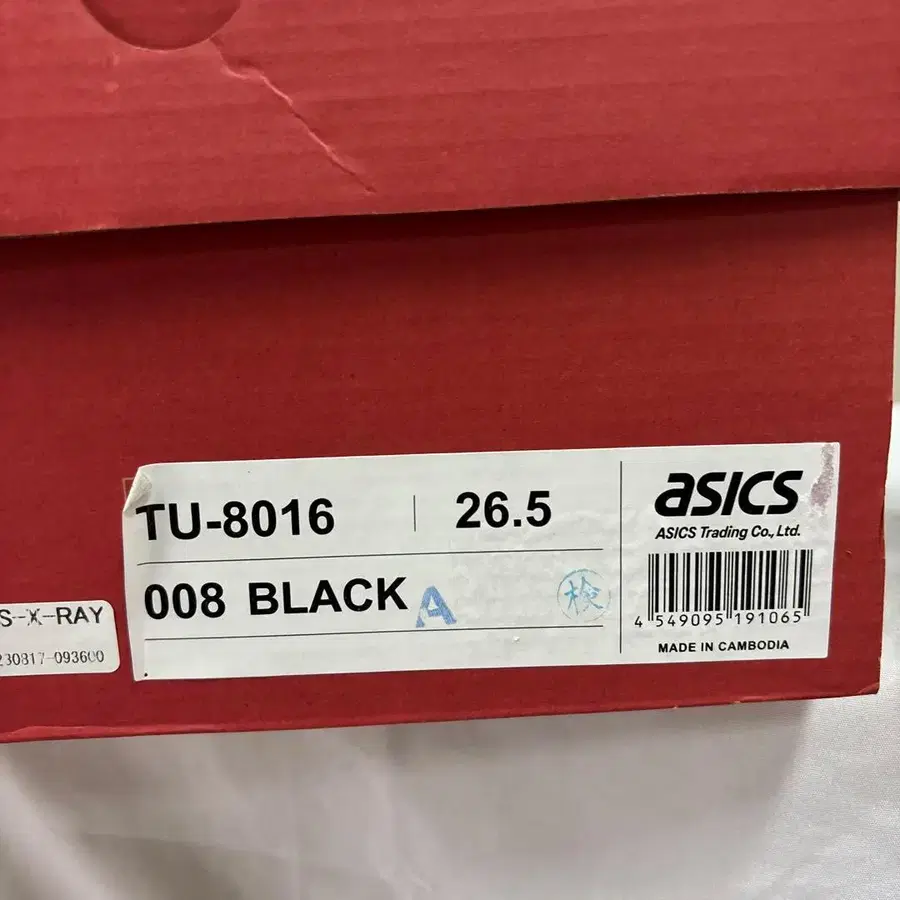 TU-8016 | 26.5
008 BLACK A
検
asics
ASICS Trading Co., Ltd.
4 549095 191065
MADE IN CAMBODIA
S-X-RAY
230817-093600